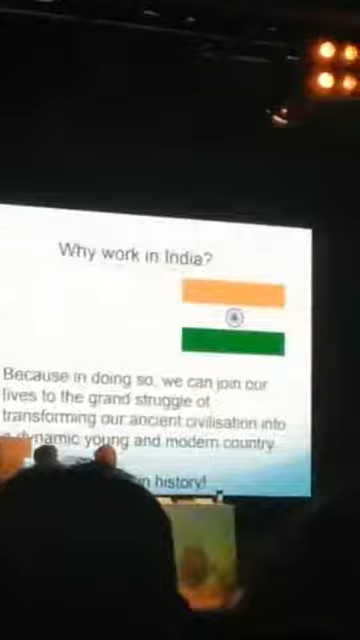 Why work in India?
Because in doing so, we can join our
lives to the grand struggle of
transforming our ancient civilisation into
a dynamic young and modern country
in history!